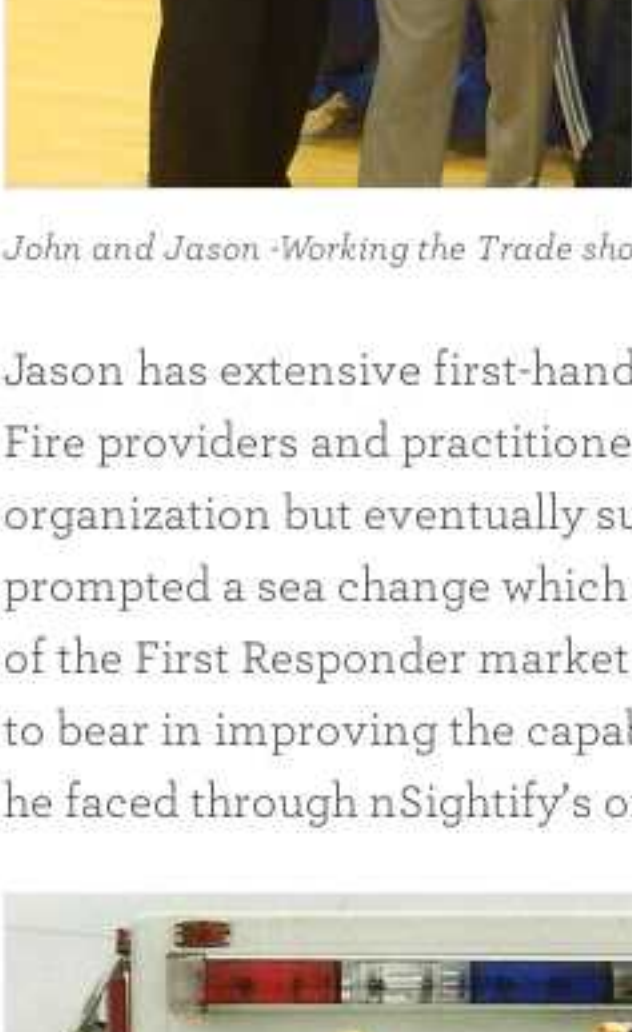 John and Jason -Working the Trade sho
Jason has extensive first-hand
Fire providers and practitione
organization but eventually su
prompted a sea change which
of the First Responder market
to bear in improving the capab
he faced through nSightify's o